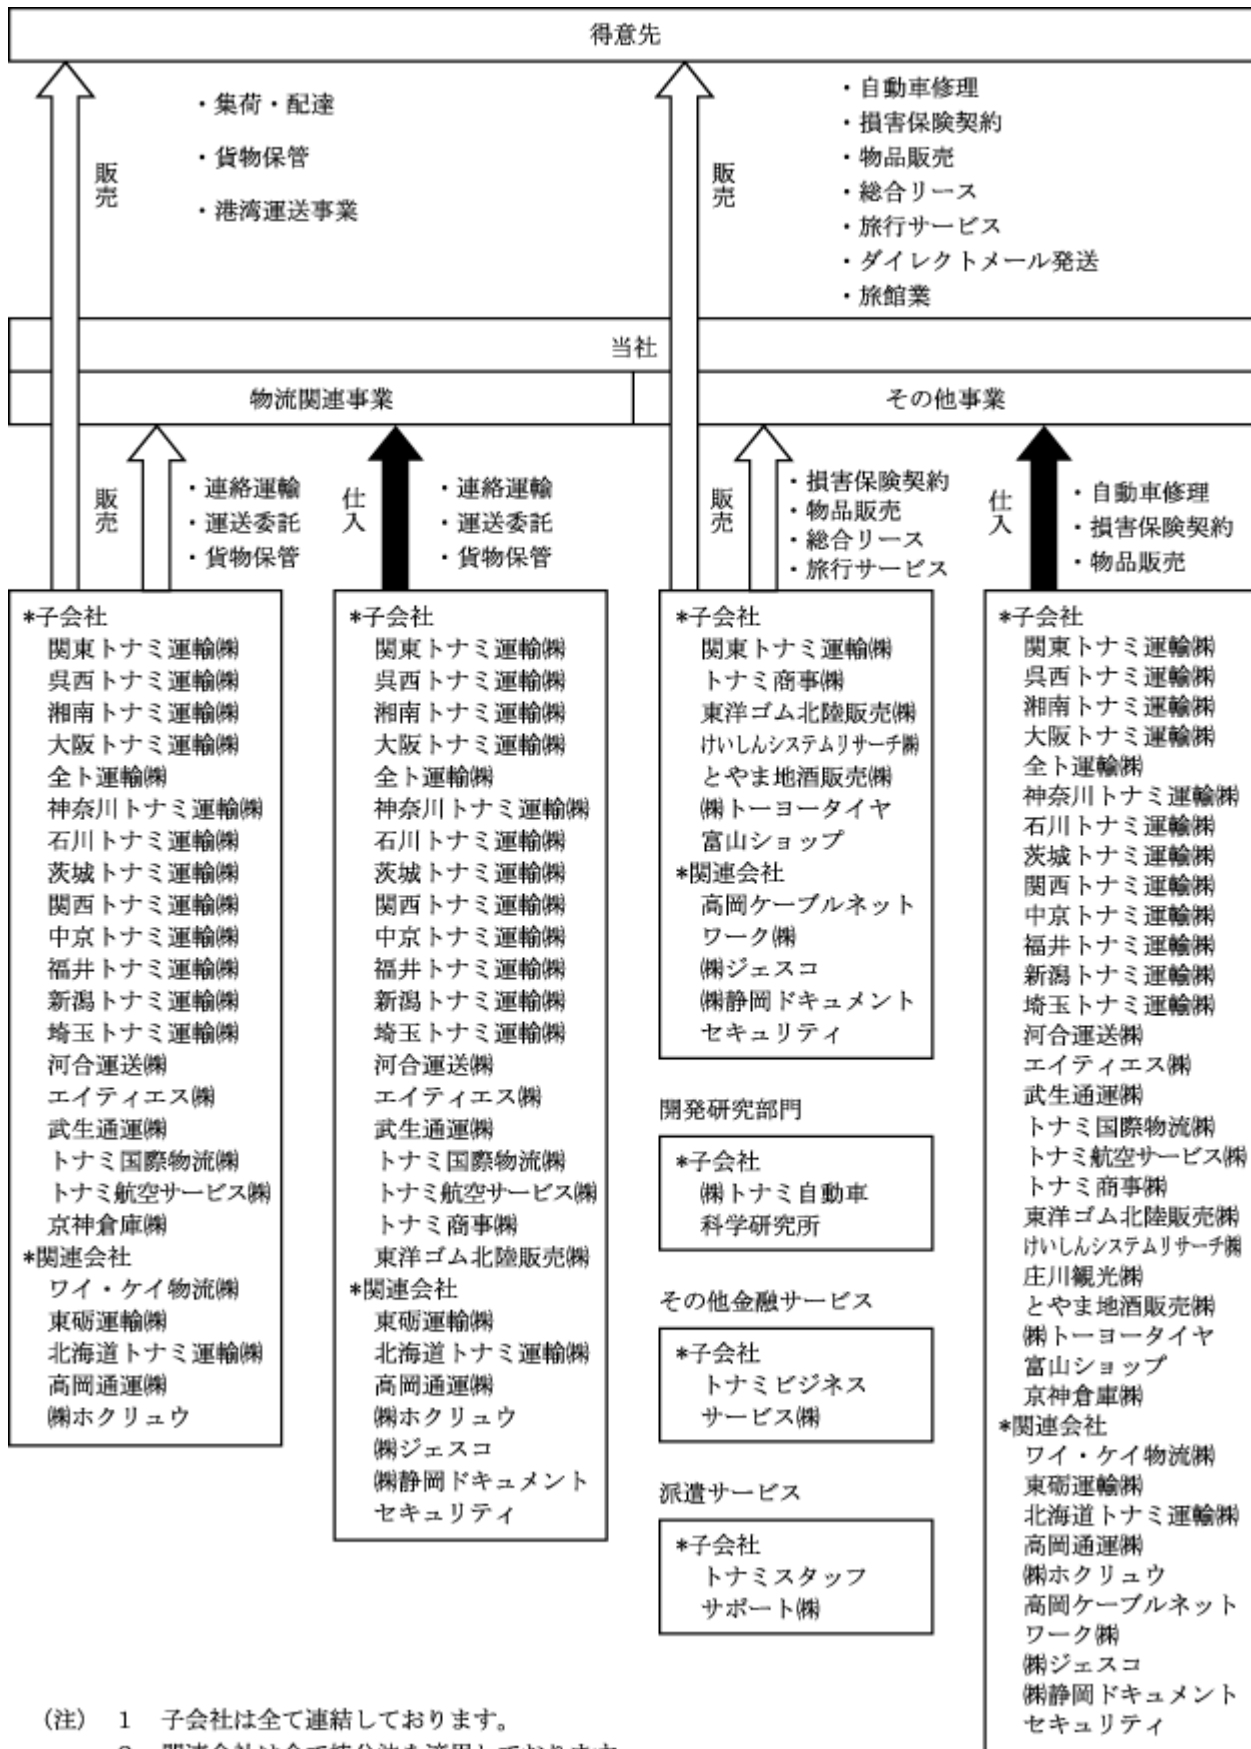 得意先
・集荷・配達
・貨物保管
・港湾運送事業
販売
・自動車修理
・損害保険契約
・物品販売
・総合リース
・旅行サービス
・ダイレクトメール発送
・旅館業
販売
当社
物流関連事業
その他事業
販売
・連絡運輸
・運送委託
・貨物保管
仕入
・連絡運輸
・運送委託
・貨物保管
販売
・損害保険契約
・物品販売
・総合リース
・旅行サービス
仕入
・自動車修理
・損害保険契約
・物品販売
*子会社
関東トナミ運輸㈱
呉西トナミ運輸㈱
湘南トナミ運輸㈱
大阪トナミ運輸㈱
全ト運輸㈱
神奈川トナミ運輸㈱
石川トナミ運輸㈱
茨城トナミ運輸㈱
関西トナミ運輸㈱
中京トナミ運輸㈱
福井トナミ運輸㈱
新潟トナミ運輸㈱
埼玉トナミ運輸㈱
河合運送㈱
エイティエス㈱
武生通運㈱
トナミ国際物流㈱
トナミ航空サービス㈱
京神倉庫㈱
*関連会社
ワイ・ケイ物流㈱
東砺運輸㈱
北海道トナミ運輸㈱
高岡通運㈱
㈱ホクリュウ
*子会社
関東トナミ運輸㈱
呉西トナミ運輸㈱
湘南トナミ運輸㈱
大阪トナミ運輸㈱
全ト運輸㈱
神奈川トナミ運輸㈱
石川トナミ運輸㈱
茨城トナミ運輸㈱
関西トナミ運輸㈱
中京トナミ運輸㈱
福井トナミ運輸㈱
新潟トナミ運輸㈱
埼玉トナミ運輸㈱
河合運送㈱
エイティエス㈱
武生通運㈱
トナミ国際物流㈱
トナミ航空サービス㈱
トナミ商事㈱
東洋ゴム北陸販売㈱
*関連会社
東砺運輸㈱
北海道トナミ運輸㈱
高岡通運㈱
㈱ホクリュウ
㈱ジェスコ
㈱静岡ドキュメント
セキュリティ
*子会社
関東トナミ運輸㈱
トナミ商事㈱
東洋ゴム北陸販売㈱
けいしんシステムリサーチ㈱
とやま地酒販売㈱
㈱トーヨータイヤ
富山ショップ
*関連会社
高岡ケーブルネット
ワーク㈱
㈱ジェスコ
㈱静岡ドキュメント
セキュリティ
開発研究部門
*子会社
㈱トナミ自動車
科学研究所
その他金融サービス
*子会社
トナミビジネス
サービス㈱
派遣サービス
*子会社
トナミスタッフ
サポート㈱
*子会社
関東トナミ運輸㈱
呉西トナミ運輸㈱
湘南トナミ運輸㈱
大阪トナミ運輸㈱
全ト運輸㈱
神奈川トナミ運輸㈱
石川トナミ運輸㈱
茨城トナミ運輸㈱
関西トナミ運輸㈱
中京トナミ運輸㈱
福井トナミ運輸㈱
新潟トナミ運輸㈱
埼玉トナミ運輸㈱
河合運送㈱
エイティエス㈱
武生通運㈱
トナミ国際物流㈱
トナミ航空サービス㈱
トナミ商事㈱
東洋ゴム北陸販売㈱
けいしんシステムリサーチ㈱
庄川観光㈱
とやま地酒販売㈱
㈱トーヨータイヤ
富山ショップ
京神倉庫㈱
*関連会社
ワイ・ケイ物流㈱
東砺運輸㈱
北海道トナミ運輸㈱
高岡通運㈱
㈱ホクリュウ
高岡ケーブルネット
ワーク㈱
㈱ジェスコ
㈱静岡ドキュメント
セキュリティ
(注) 1 子会社は全て連結しております。